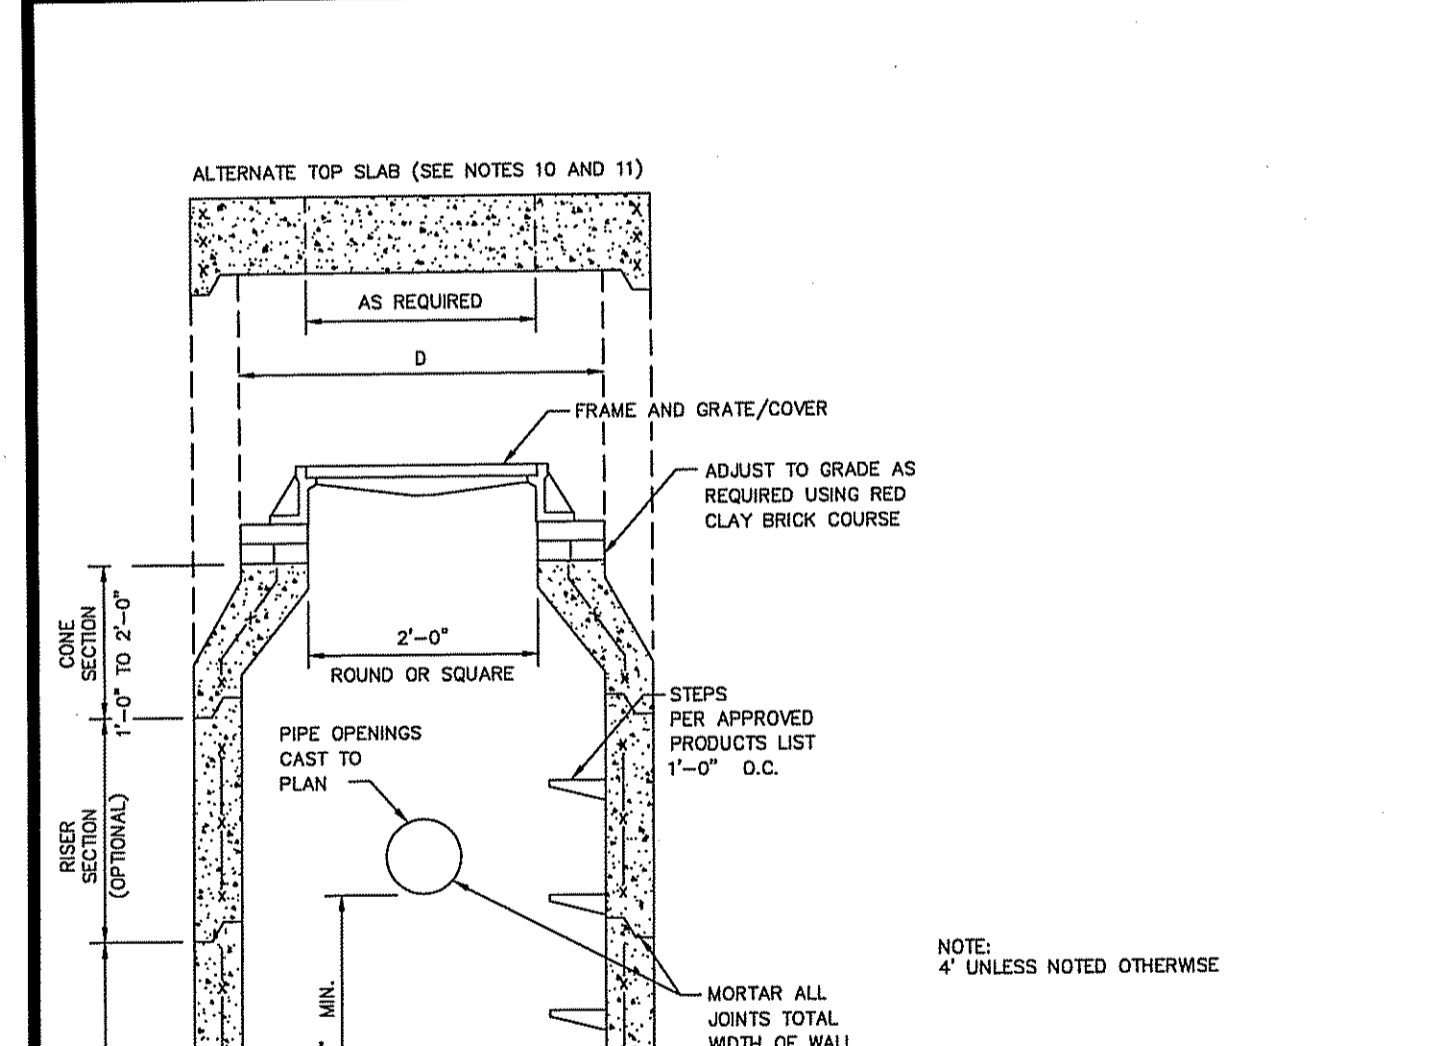 ALTERNATE TOP SLAB (SEE NOTES 10 AND 11)
AS REQUIRED
D
FRAME AND GRATE/COVER
ADJUST TO GRADE AS
REQUIRED USING RED
CLAY BRICK COURSE
CONE
SECTION
1'-0" TO 2'-0"
2'-0"
ROUND OR SQUARE
STEPS
PER APPROVED
PRODUCTS LIST
1'-0" O.C.
PIPE OPENINGS
CAST TO
PLAN
RISER
SECTION
(OPTIONAL)
NOTE:
4' UNLESS NOTED OTHERWISE
MIN.
MORTAR ALL
JOINTS TOTAL
WIDTH OF WALL